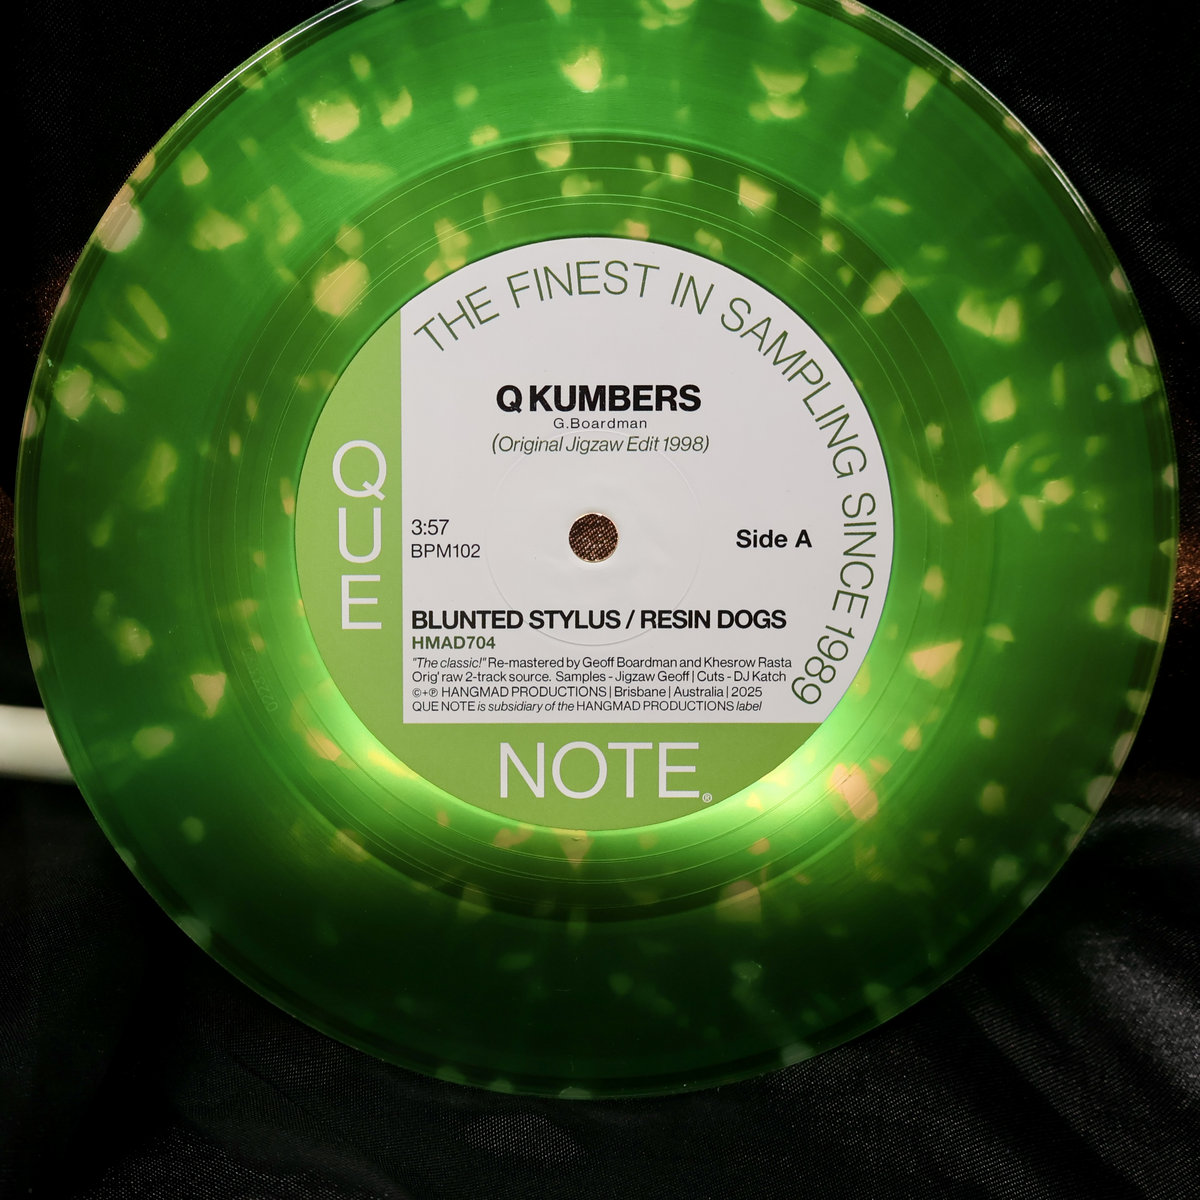 THE FINEST IN SAMPLING SINCE 1989
Q KUMBERS
G.Boardman
(Original Jigzaw Edit 1998)
QUE
3:57
BPM102
Side A
BLUNTED STYLUS / RESIN DOGS
HMAD704
"The classic!" Re-mastered by Geoff Boardman and Khesrow Rasta
Orig' raw 2-track source. Samples - Jigzaw Geoff | Cuts - DJ Katch
©+℗ HANGMAD PRODUCTIONS | Brisbane | Australia | 2025
QUE NOTE is subsidiary of the HANGMAD PRODUCTIONS label
NOTE®